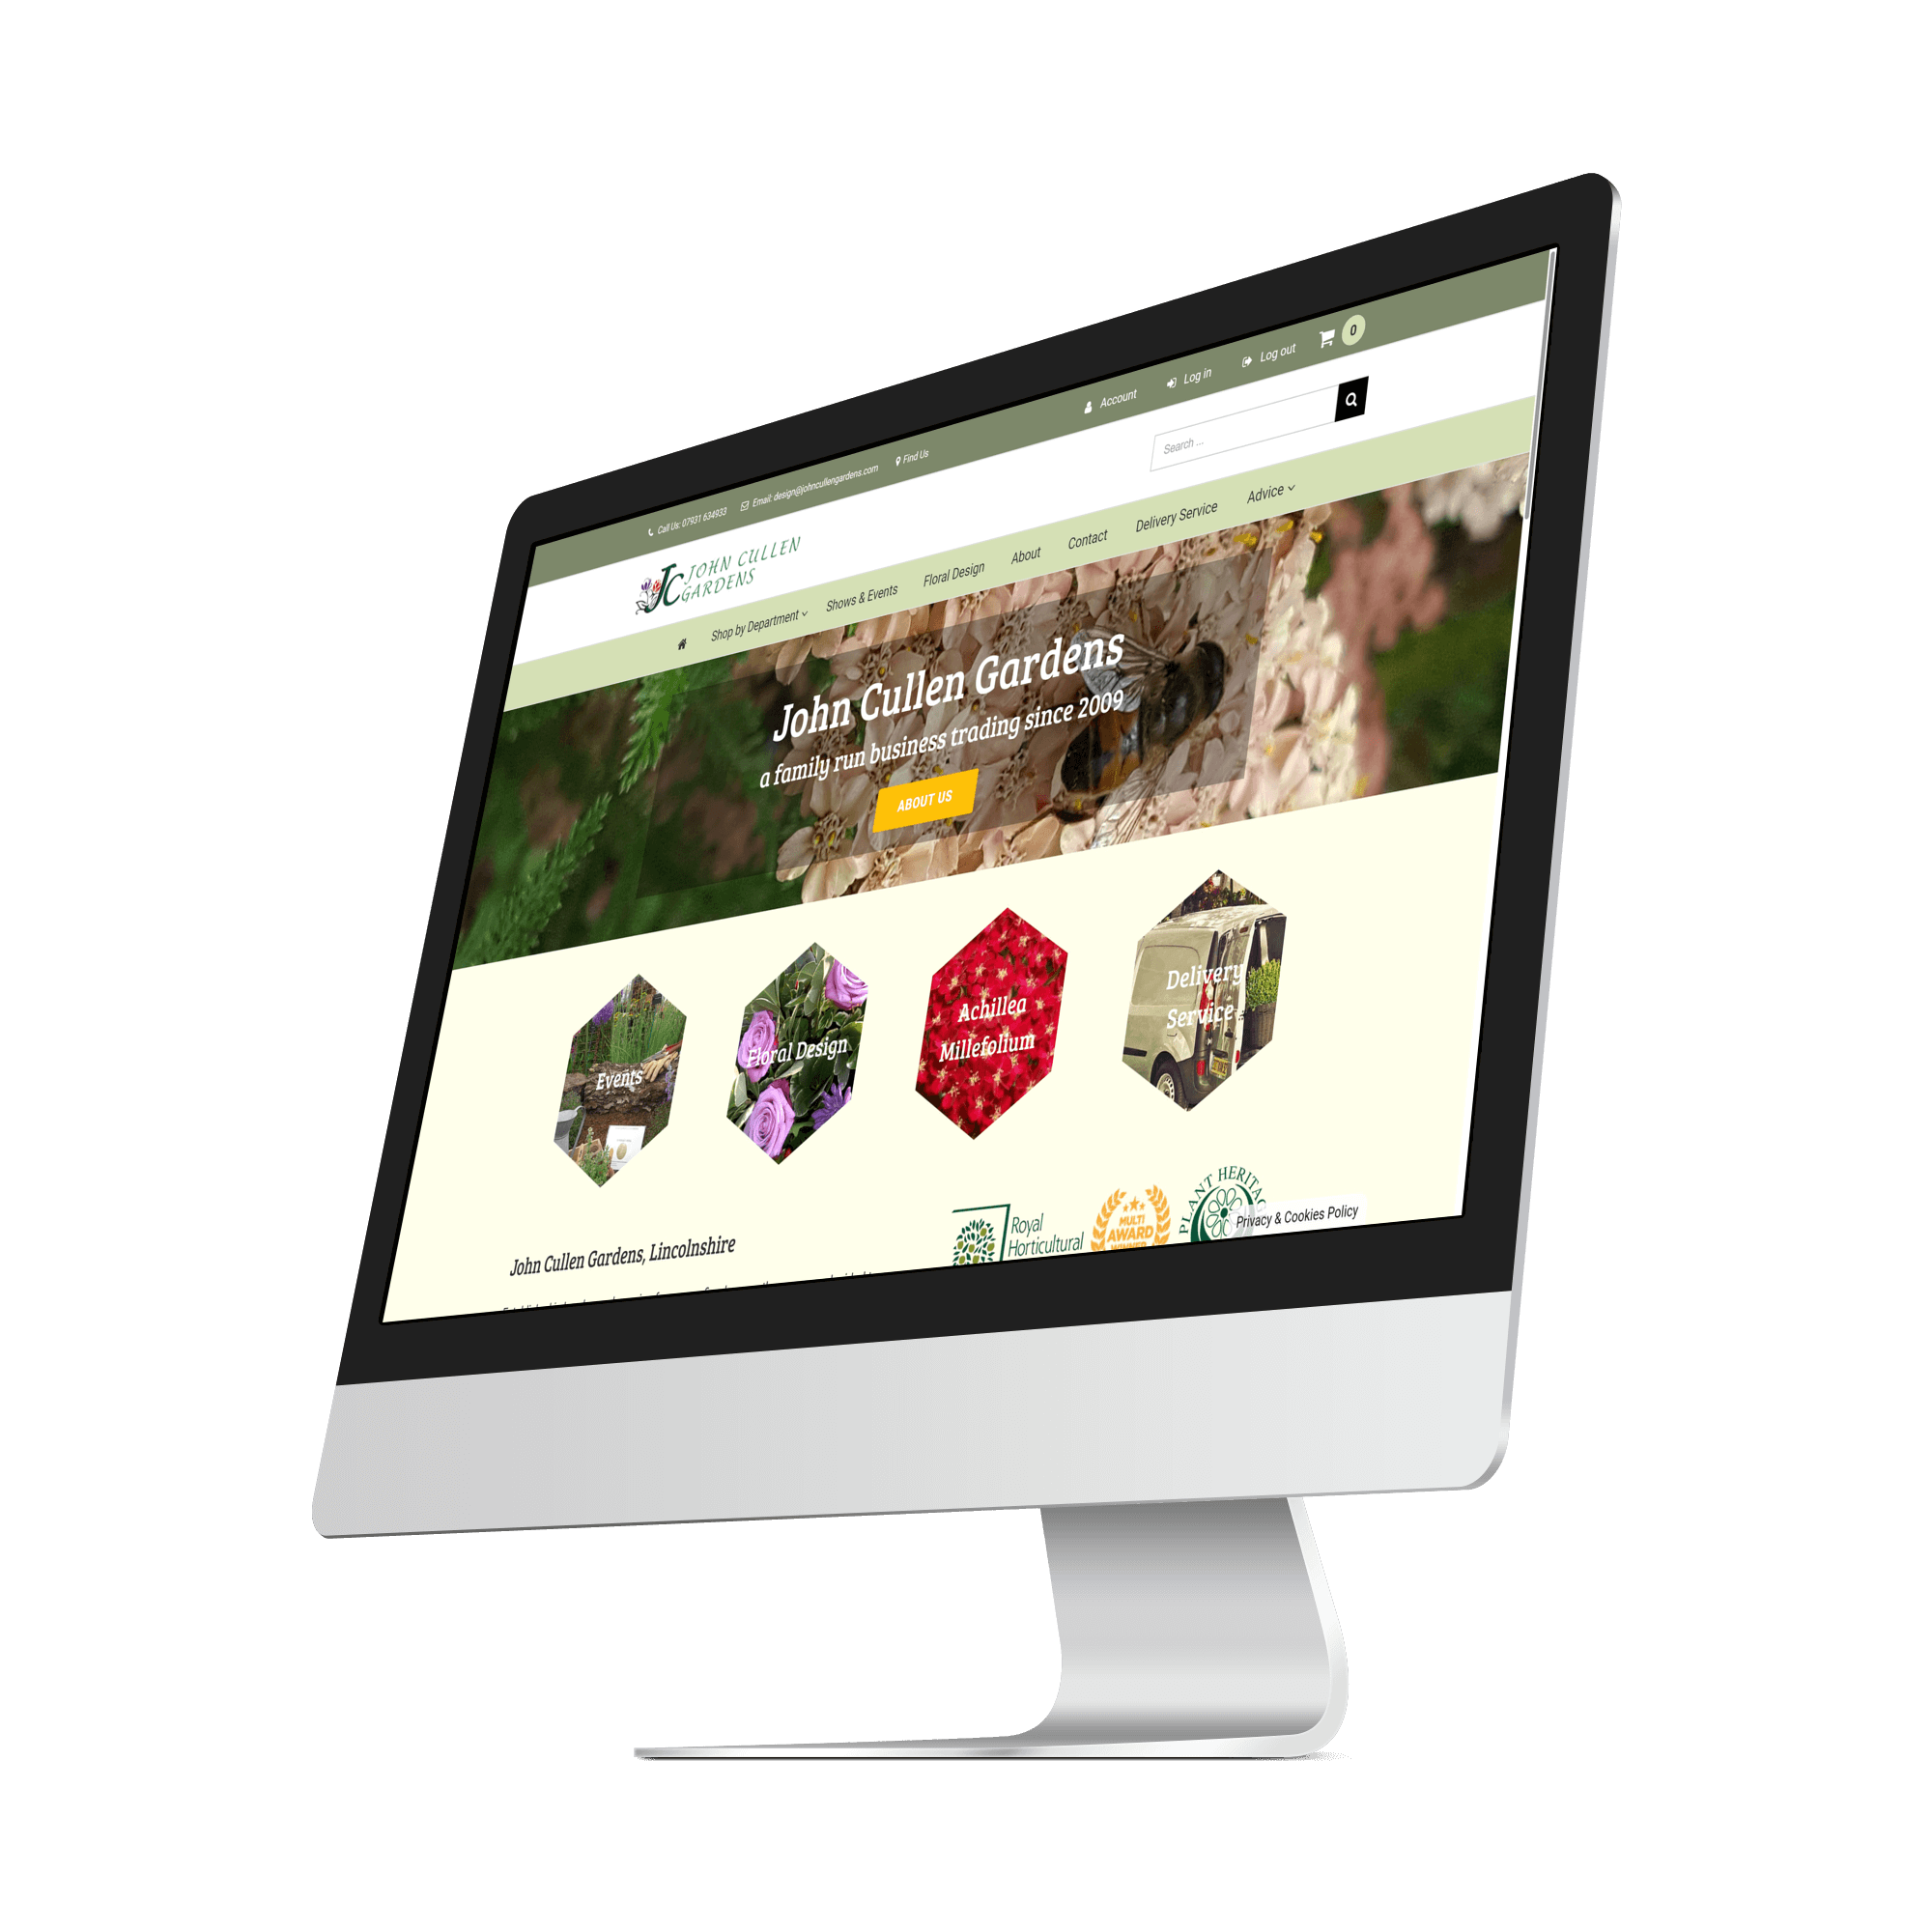 Call Us: 07931 634933 Email: design@johncullengardens.com Find Us
Account Log in Log out 0
JC JOHN CULLEN
GARDENS
Search ...
Shop by Department Shows & Events Floral Design About Contact Delivery Service Advice
John Cullen Gardens
a family run business trading since 2009
ABOUT US
Events
Floral Design
Achillea
Millefolium
Delivery
Service
John Cullen Gardens, Lincolnshire
Royal
Horticultural
MULTI
AWARD
WINNER
PLANT HERITAG
Privacy & Cookies Policy